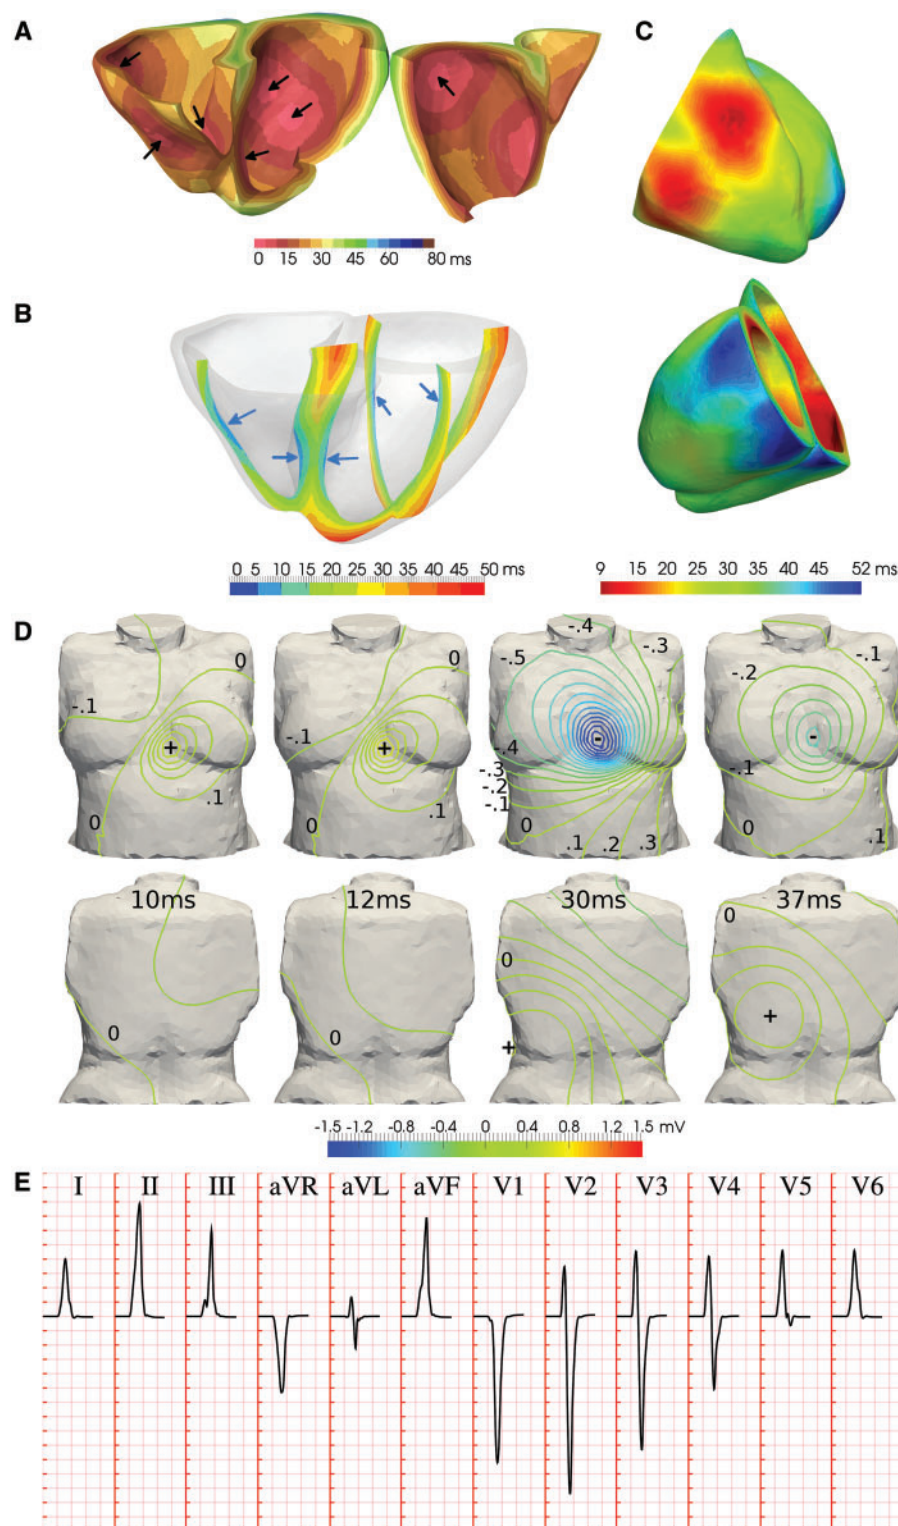 A
C
0 15 30 45 60 80 ms
B
0 5 10 15 20 25 30 35 40 50 ms
9 15 20 25 30 35 45 52 ms
D
-.1 0 + .1 0
-.1 0 + .1 0
-.4 -.3 -.5 - -.4 -.3 -.2 -.1 0 .1 .2 .3
-.1 -.2 - -.1 0 .1
10ms 12ms 30ms 37ms
0 0 0 + 0 +
-1.5 -1.2 -0.8 -0.4 0 0.4 0.8 1.2 1.5 mV
E
I II III aVR aVL aVF V1 V2 V3 V4 V5 V6